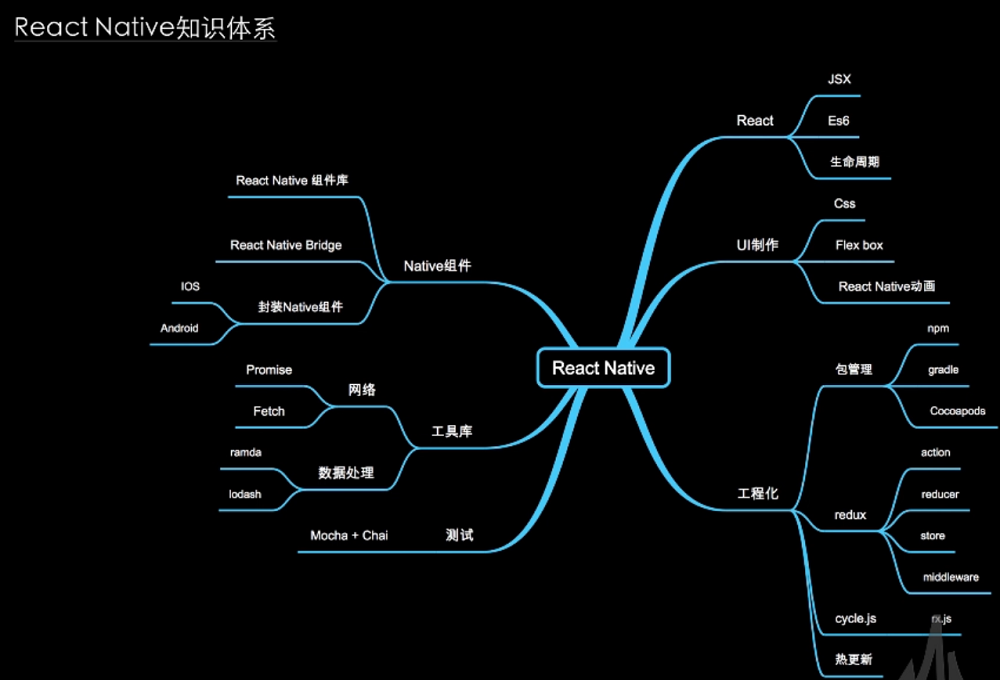 React Native知识体系
React Native
React
JSX
Es6
生命周期
UI制作
Css
Flex box
React Native动画
工程化
包管理
npm
gradle
Cocoapods
redux
action
reducer
store
middleware
cycle.js
rx.js
热更新
Native组件
React Native 组件库
React Native Bridge
封装Native组件
IOS
Android
工具库
网络
Promise
Fetch
数据处理
ramda
lodash
测试
Mocha + Chai